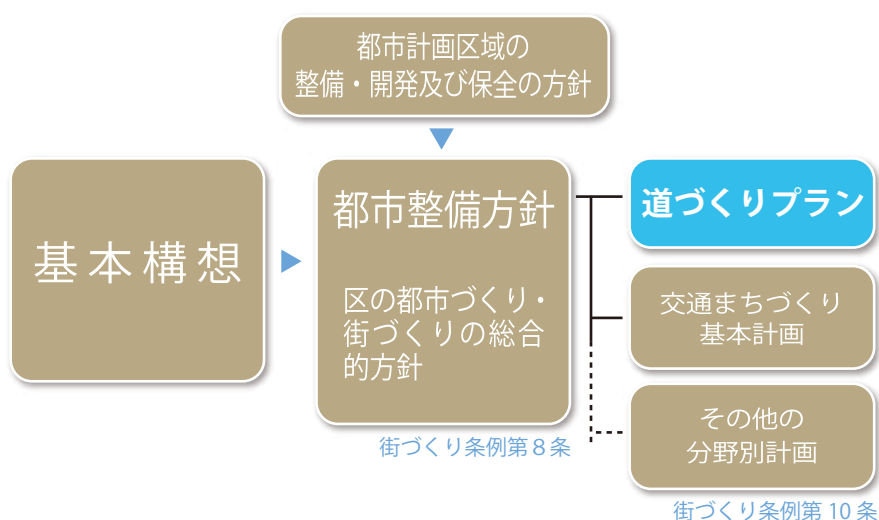 都市計画区域の
整備・開発及び保全の方針
基本構想
都市整備方針
区の都市づくり・
街づくりの総合
的方針
街づくり条例第８条
道づくりプラン
交通まちづくり
基本計画
その他の
分野別計画
街づくり条例第 10 条